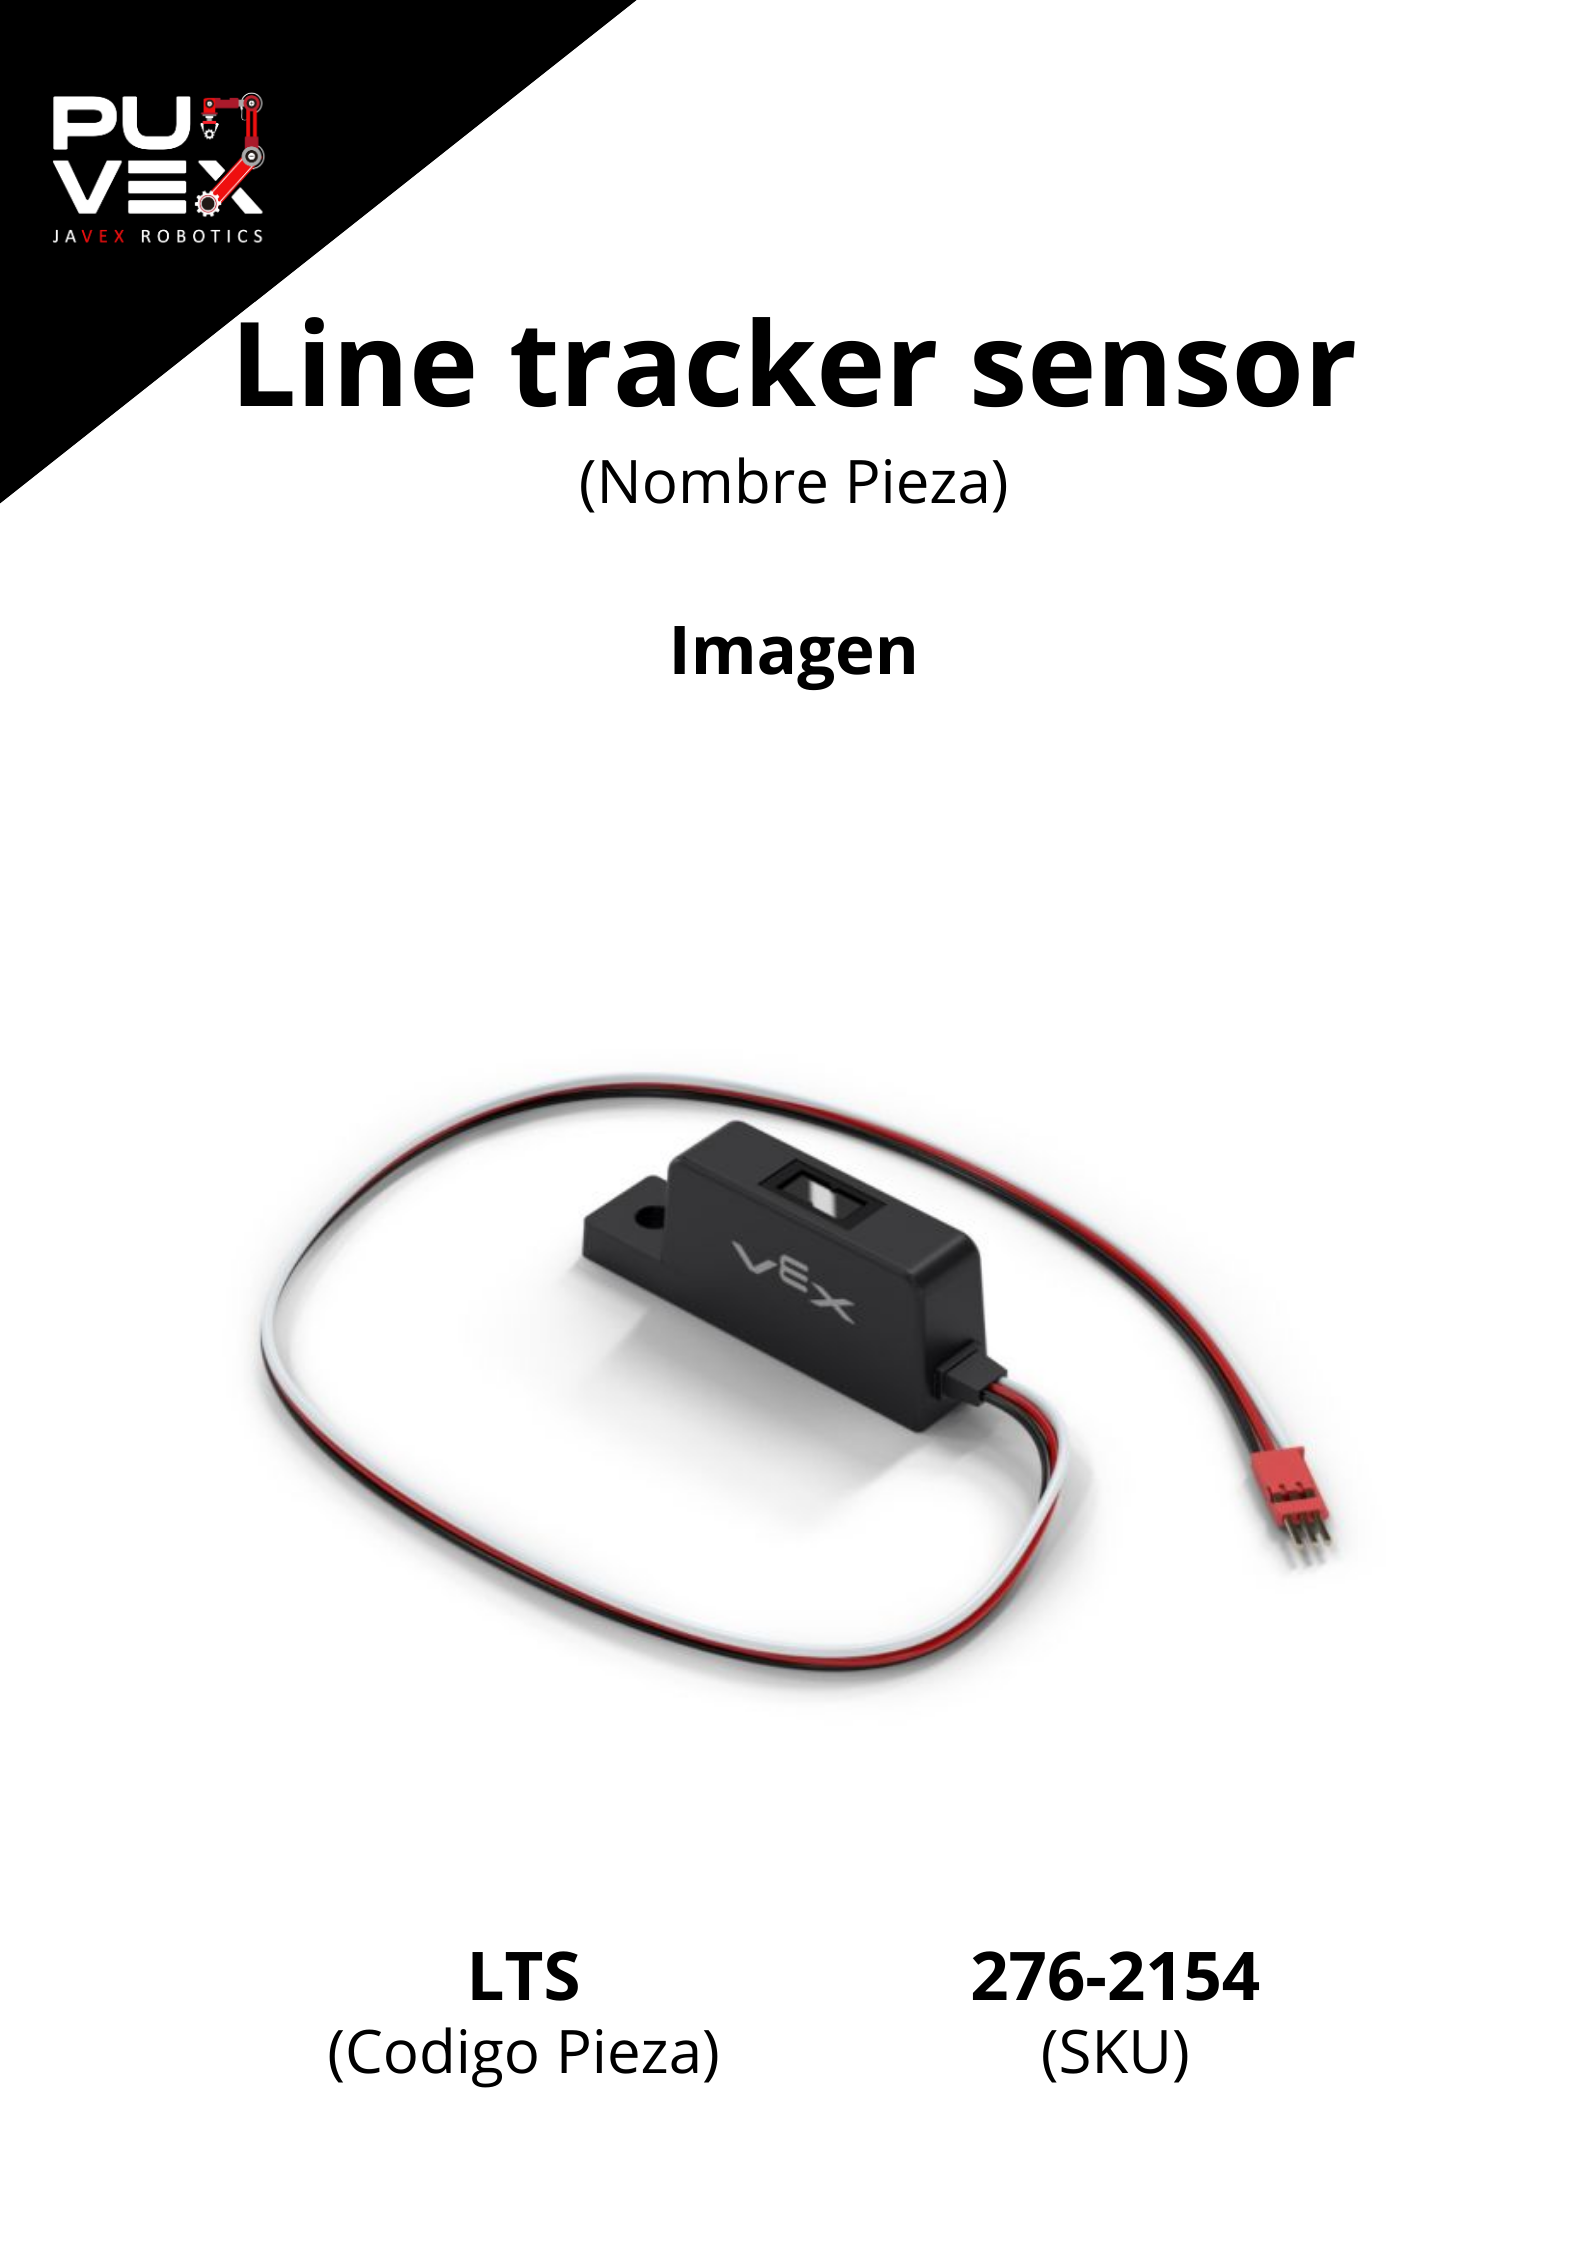 PU
VEX
JAVEX ROBOTICS
Line tracker sensor
(Nombre Pieza)
Imagen
VEX
LTS
(Codigo Pieza)
276-2154
(SKU)